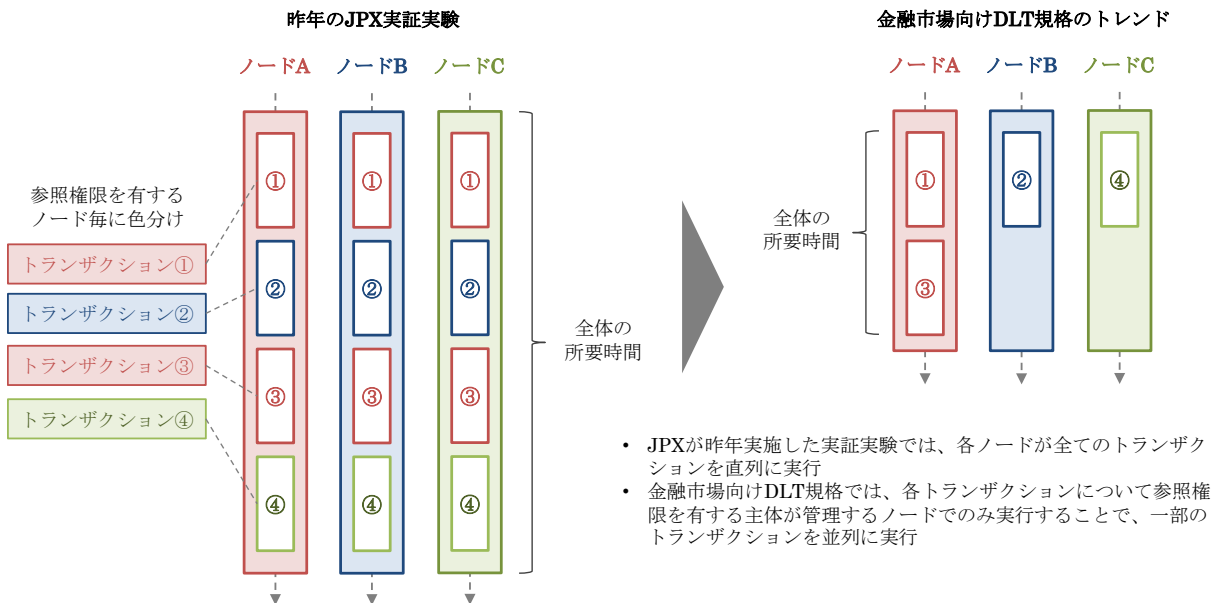 昨年のJPX実証実験
ノードA
ノードB
ノードC
参照権限を有する
ノード毎に色分け
トランザクション①
トランザクション②
トランザクション③
トランザクション④
①
①
①
②
②
②
③
③
③
④
④
④
全体の
所要時間
金融市場向けDLT規格のトレンド
ノードA
ノードB
ノードC
全体の
所要時間
①
②
④
③
• JPXが昨年実施した実証実験では、各ノードが全てのトランザク
ションを直列に実行
• 金融市場向けDLT規格では、各トランザクションについて参照権
限を有する主体が管理するノードでのみ実行することで、一部の
トランザクションを並列に実行